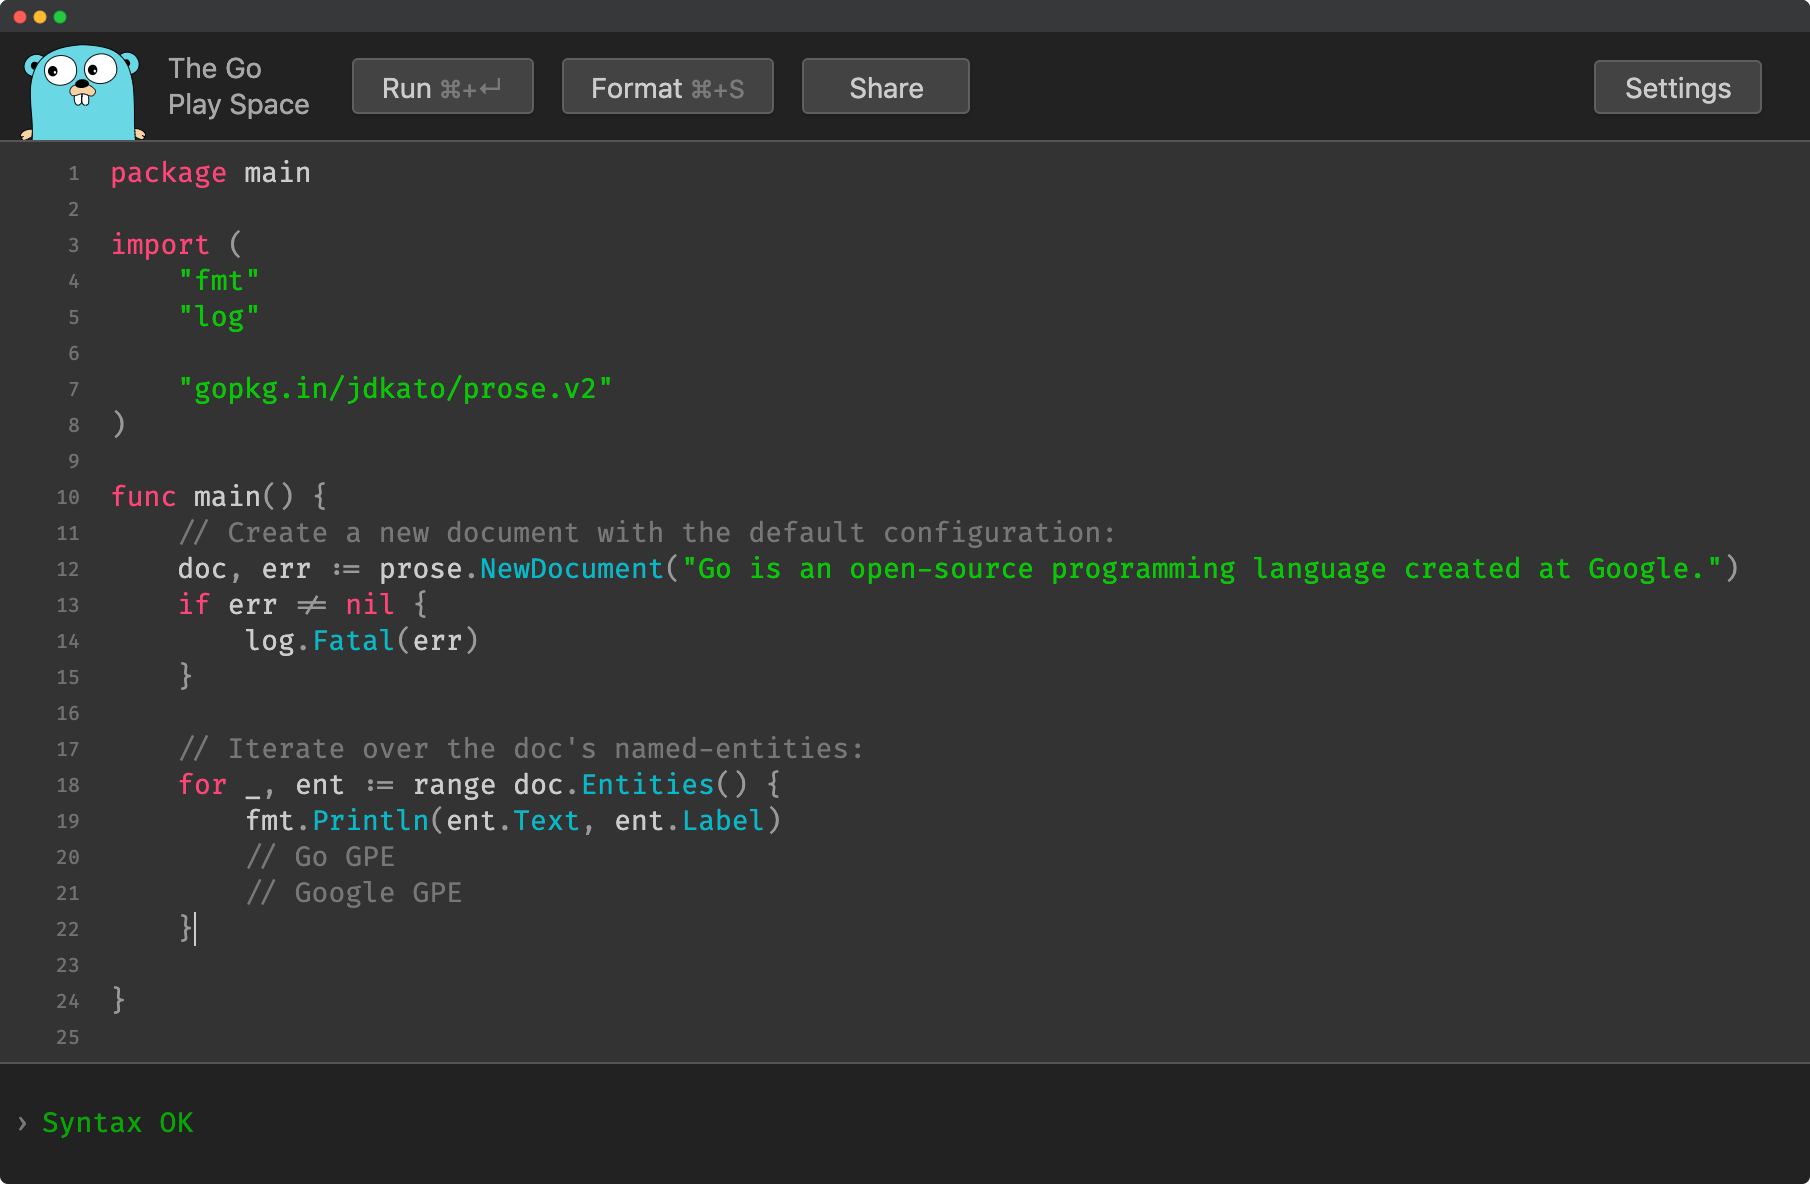 The Go
Play Space
Run ⌘+↵
Format ⌘+S
Share
Settings
1 package main
2
3 import (
4     "fmt"
5     "log"
6
7     "gopkg.in/jdkato/prose.v2"
8 )
9
10 func main() {
11     // Create a new document with the default configuration:
12     doc, err := prose.NewDocument("Go is an open-source programming language created at Google.")
13     if err != nil {
14         log.Fatal(err)
15     }
16
17     // Iterate over the doc's named-entities:
18     for _, ent := range doc.Entities() {
19         fmt.Println(ent.Text, ent.Label)
20         // Go GPE
21         // Google GPE
22     }
23
24 }
25
› Syntax OK